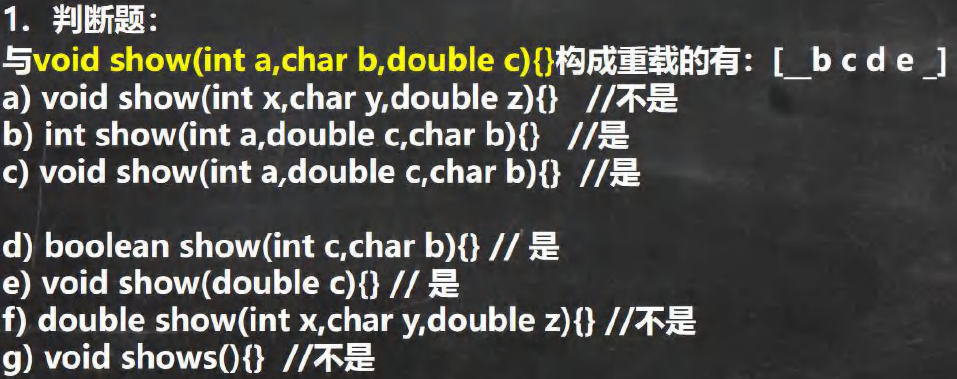 1. 判断题：
与void show(int a,char b,double c){}构成重载的有：[__b c d e _]
a) void show(int x,char y,double z){} //不是
b) int show(int a,double c,char b){} //是
c) void show(int a,double c,char b){} //是
d) boolean show(int c,char b){} // 是
e) void show(double c){} // 是
f) double show(int x,char y,double z){} //不是
g) void shows(){} //不是